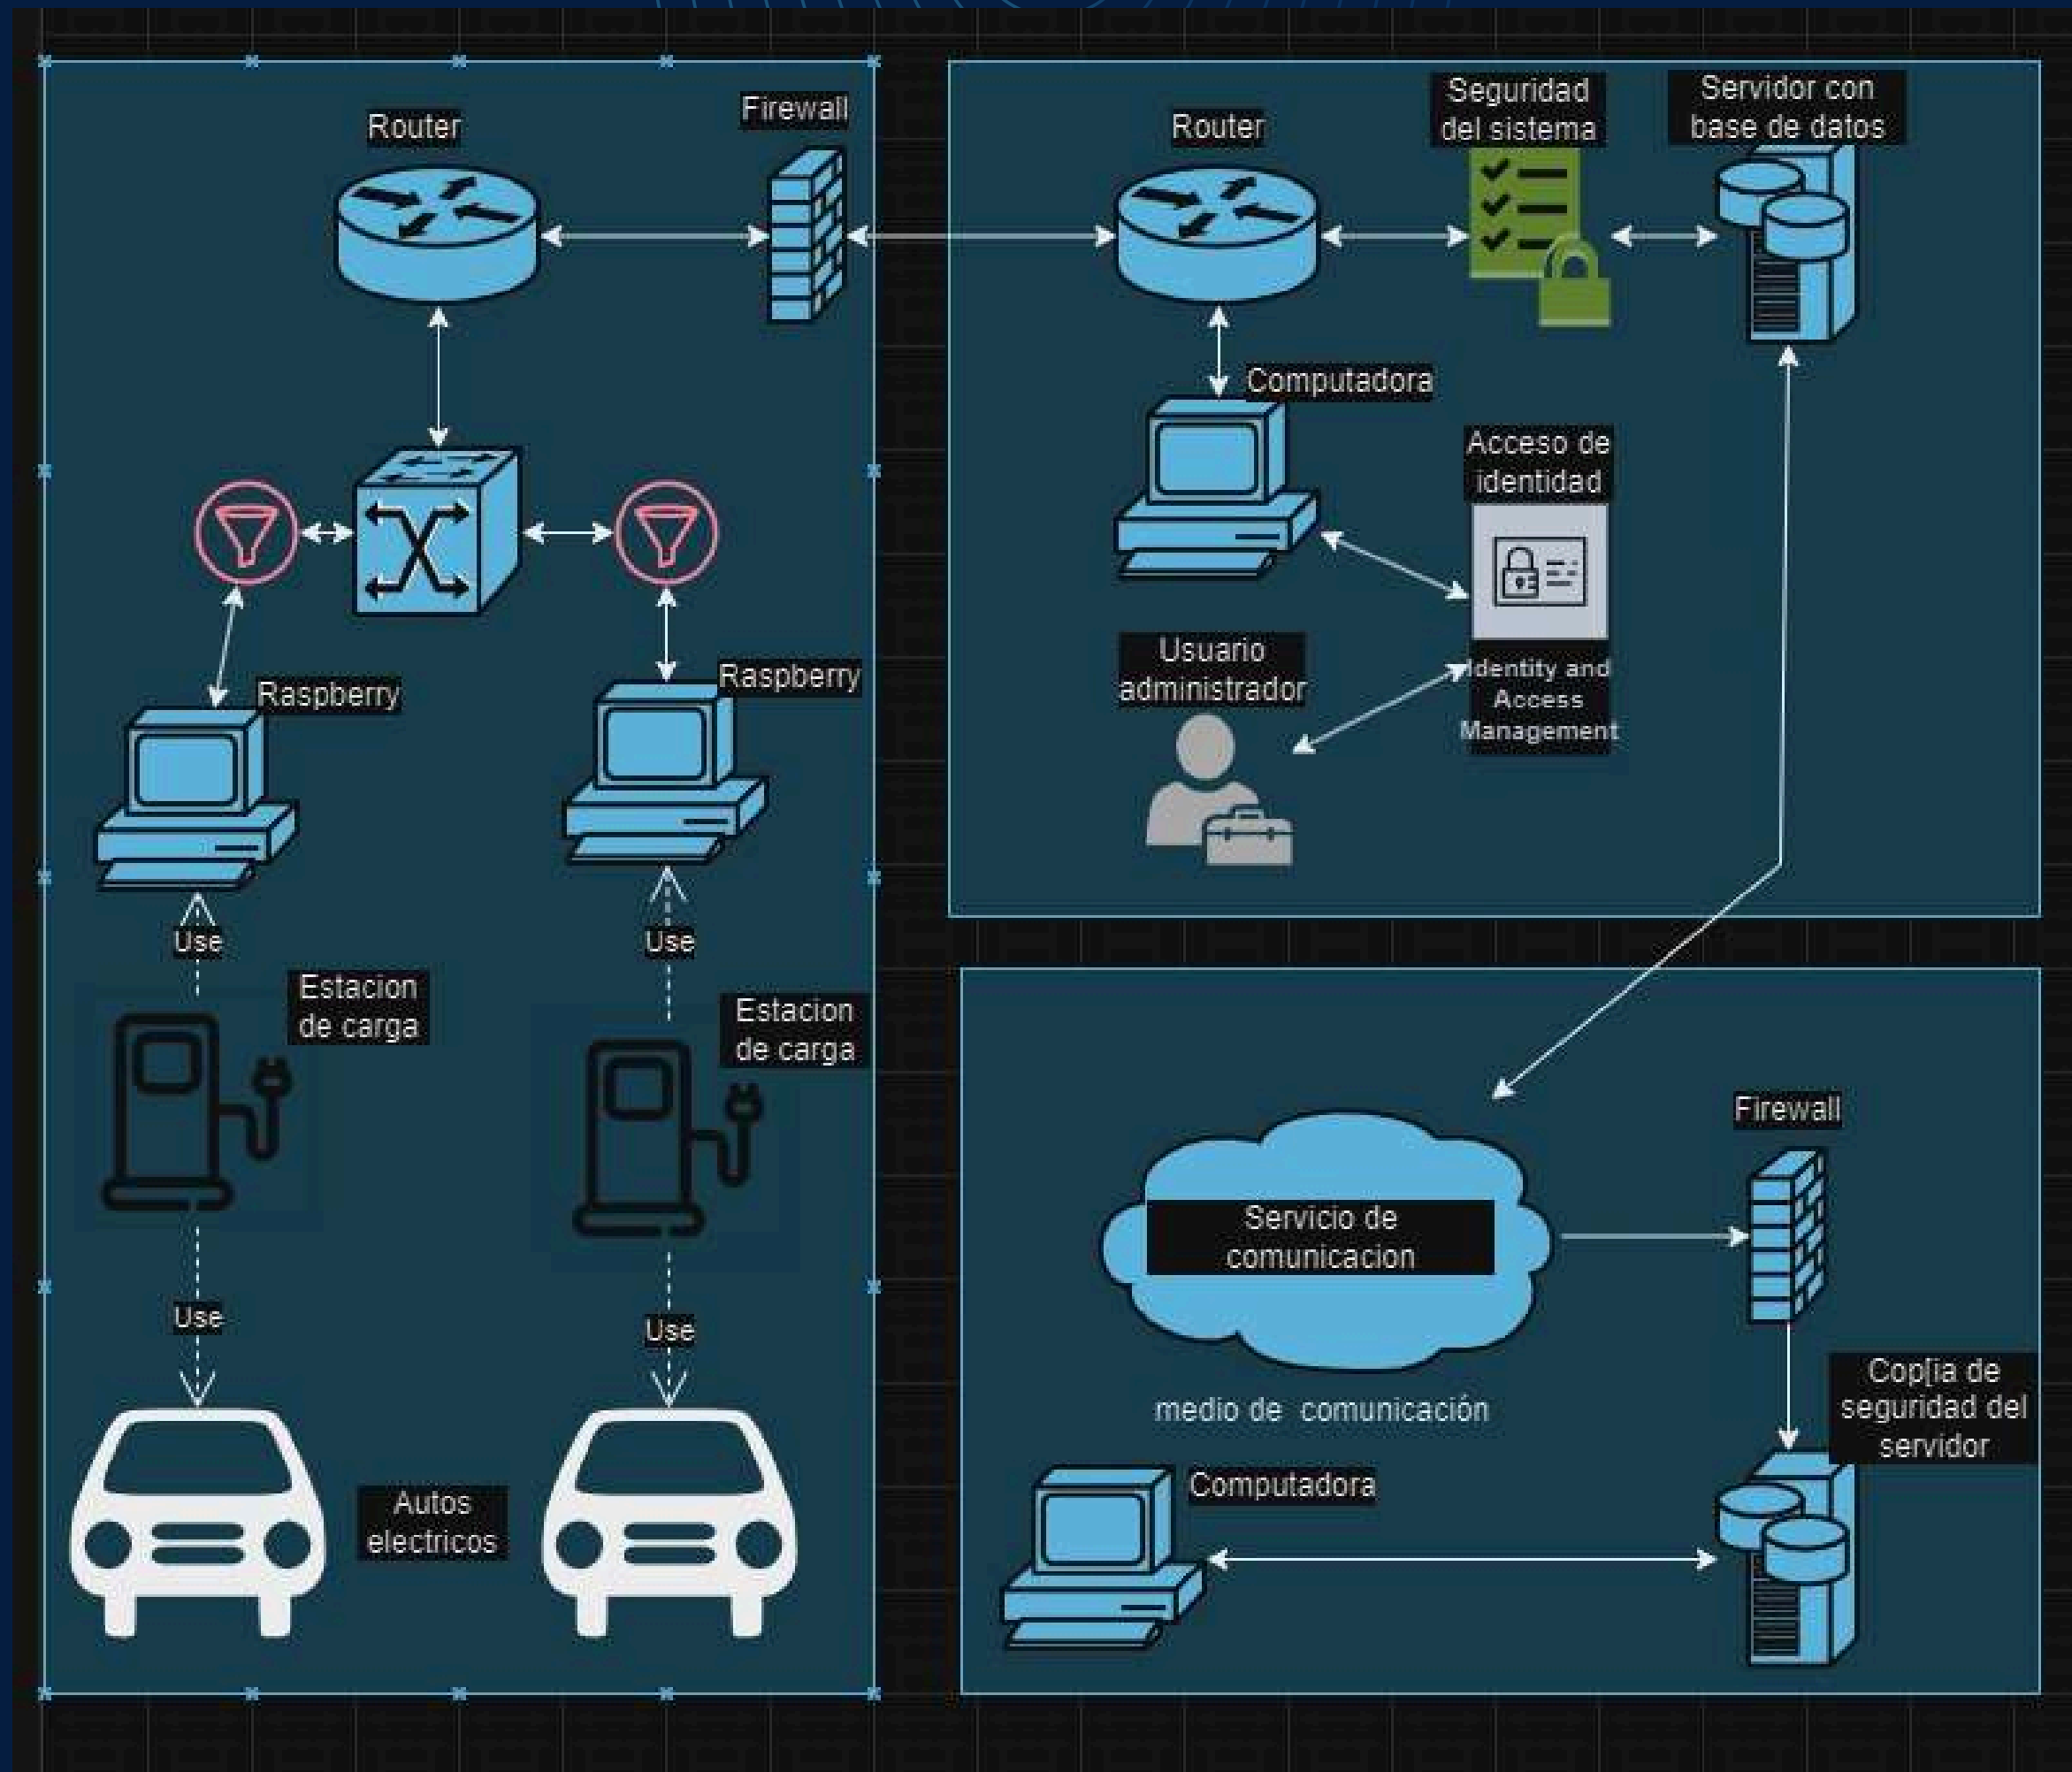 Router
Firewall
Raspberry
Raspberry
Use
Use
Estacion
de carga
Estacion
de carga
Use
Use
Autos
electricos
Router
Seguridad
del sistema
Servidor con
base de datos
Computadora
Acceso de
identidad
Identity and
Access
Management
Usuario
administrador
Servicio de
comunicacion
medio de comunicación
Firewall
Cop[ia de
seguridad del
servidor
Computadora